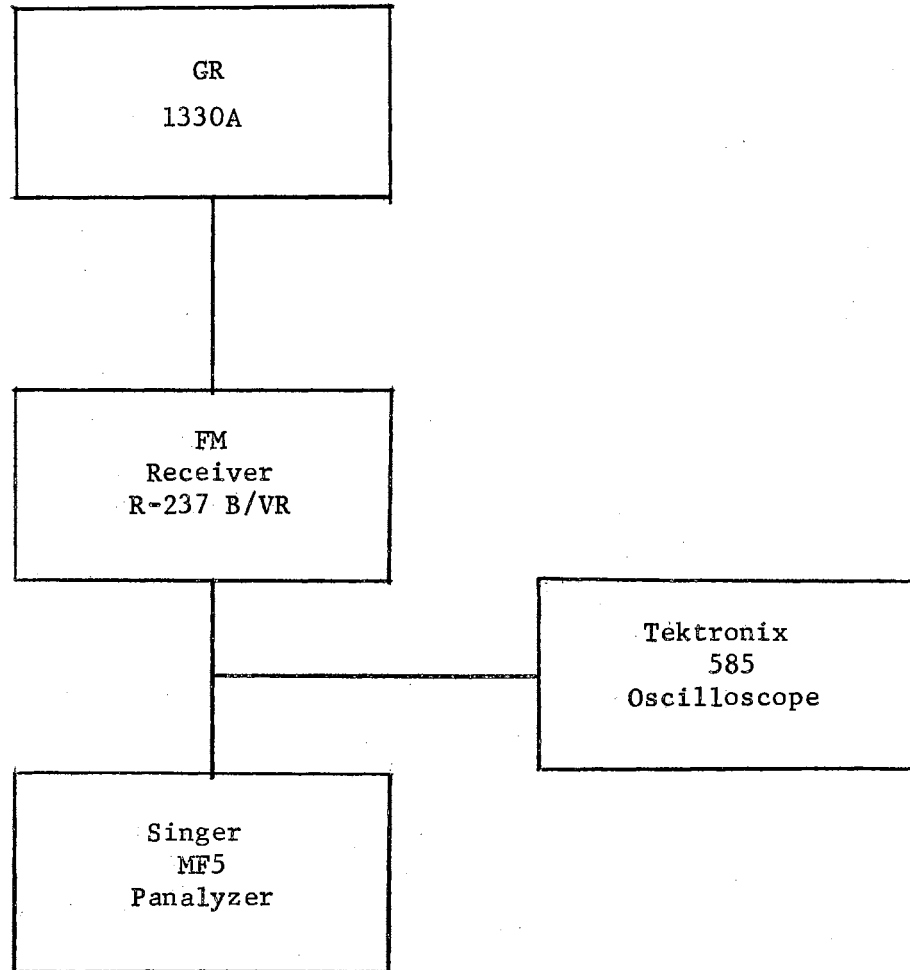 GR
1330A
FM
Receiver
R-237 B/VR
Tektronix
585
Oscilloscope
Singer
MF5
Panalyzer